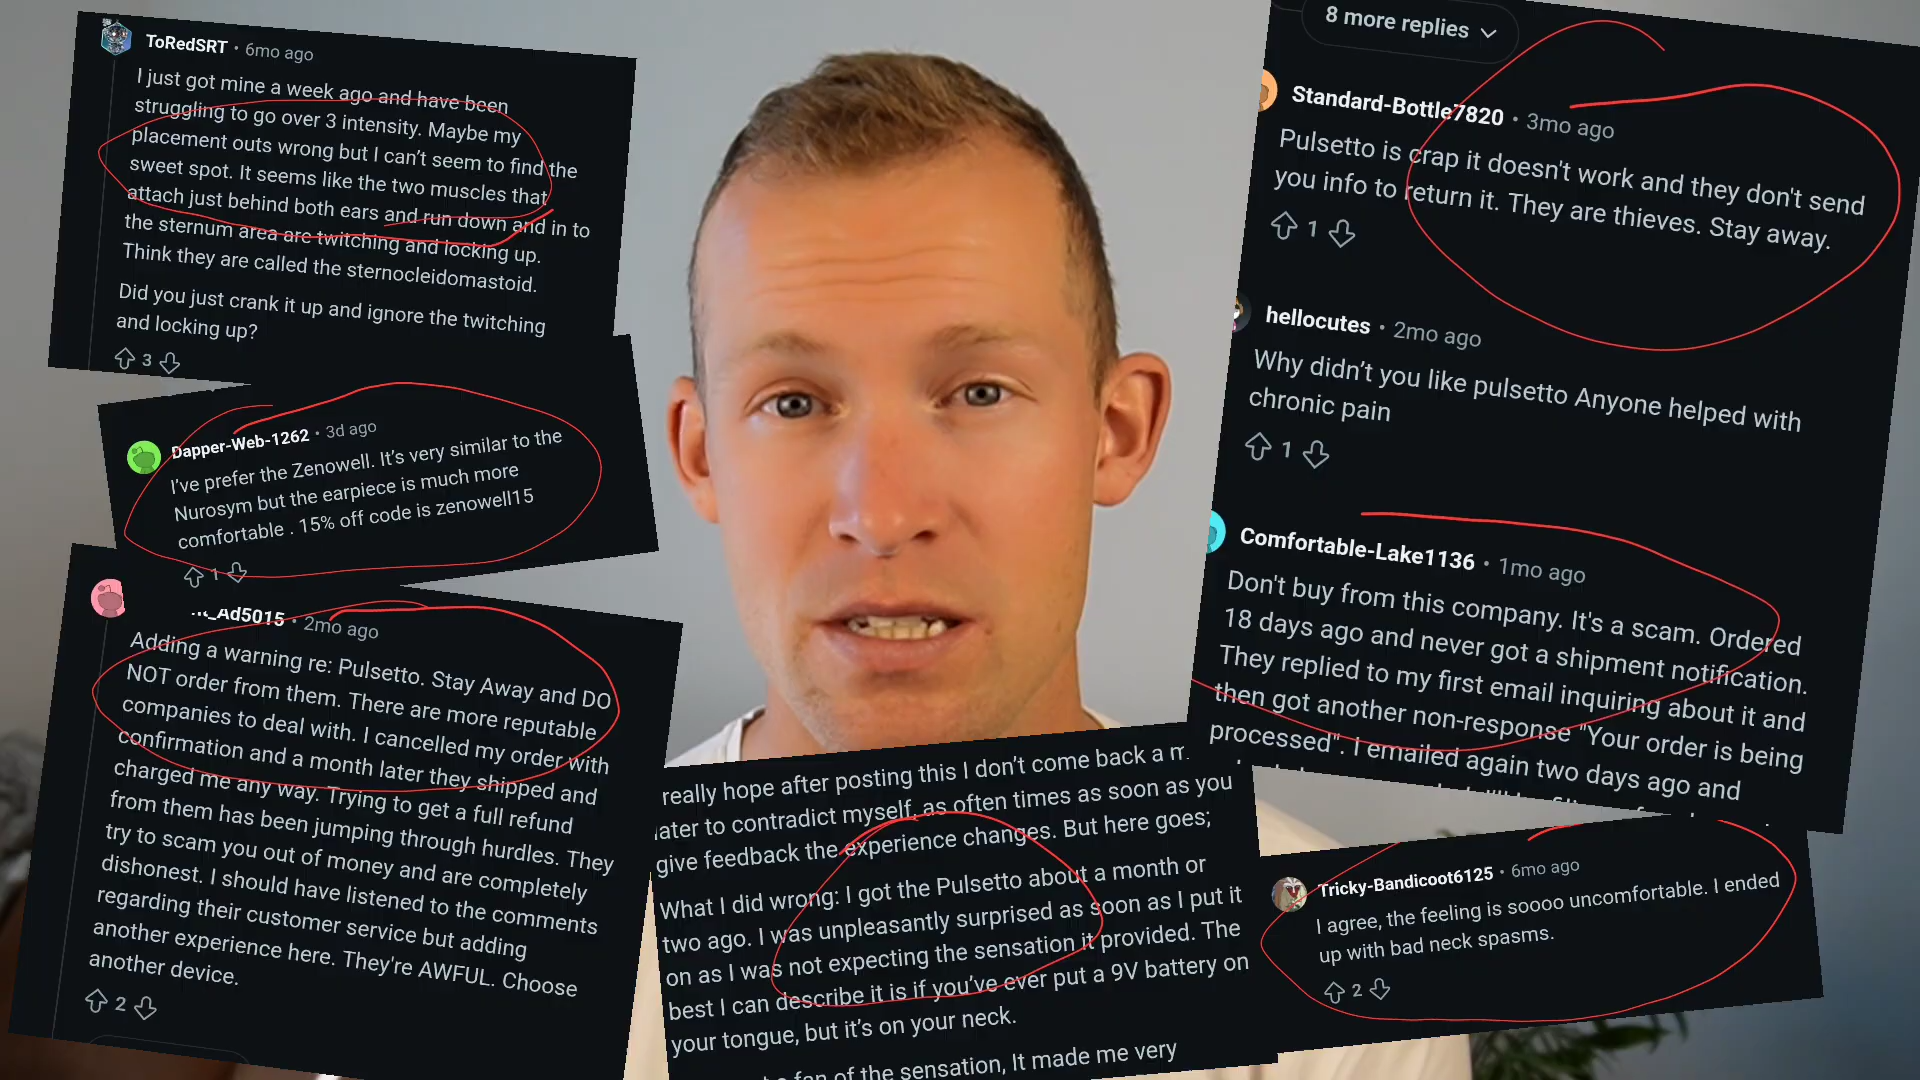 ToRedSRT • 6mo ago
I just got mine a week ago and have been
struggling to go over 3 intensity. Maybe my
placement outs wrong but I can't seem to find the
sweet spot. It seems like the two muscles that
attach just behind both ears and run down and in to
the sternum area are twitching and locking up.
Think they are called the sternocleidomastoid.
Did you just crank it up and ignore the twitching
and locking up?
3
Dapper-Web-1262 • 3d ago
I've prefer the Zenowell. It's very similar to the
Nurosym but the earpiece is much more
comfortable . 15% off code is zenowell15
1
_Ad5015 • 2mo ago
Adding a warning re: Pulsetto. Stay Away and DO
NOT order from them. There are more reputable
companies to deal with. I cancelled my order with
confirmation and a month later they shipped and
charged me any way. Trying to get a full refund
from them has been jumping through hurdles. They
try to scam you out of money and are completely
dishonest. I should have listened to the comments
regarding their customer service but adding
another experience here. They're AWFUL. Choose
another device.
2
really hope after posting this I don't come back a m
ater to contradict myself, as often times as soon as you
give feedback the experience changes. But here goes;
What I did wrong: I got the Pulsetto about a month or
two ago. I was unpleasantly surprised as soon as I put it
on as I was not expecting the sensation it provided. The
best I can describe it is if you've ever put a 9V battery on
your tongue, but it's on your neck.
fan of the sensation, It made me very
8 more replies
Standard-Bottle7820 • 3mo ago
Pulsetto is crap it doesn't work and they don't send
you info to return it. They are thieves. Stay away.
1
hellocutes • 2mo ago
Why didn't you like pulsetto Anyone helped with
chronic pain
1
Comfortable-Lake1136 • 1mo ago
Don't buy from this company. It's a scam. Ordered
18 days ago and never got a shipment notification.
They replied to my first email inquiring about it and
then got another non-response "Your order is being
processed". I emailed again two days ago and
Tricky-Bandicoot6125 • 6mo ago
I agree, the feeling is soooo uncomfortable. I ended
up with bad neck spasms.
2